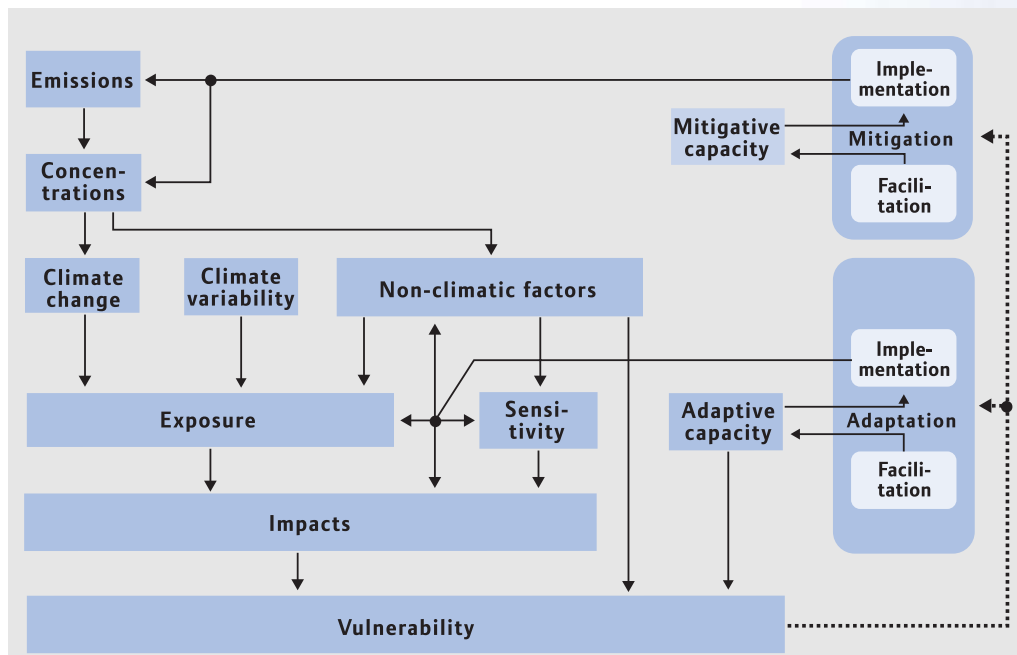 Emissions
Imple-
mentation
Mitigative
capacity
Mitigation
Concen-
trations
Facili-
tation
Climate
change
Climate
variability
Non-climatic factors
Imple-
mentation
Exposure
Sensi-
tivity
Adaptive
capacity
Adaptation
Facili-
tation
Impacts
Vulnerability